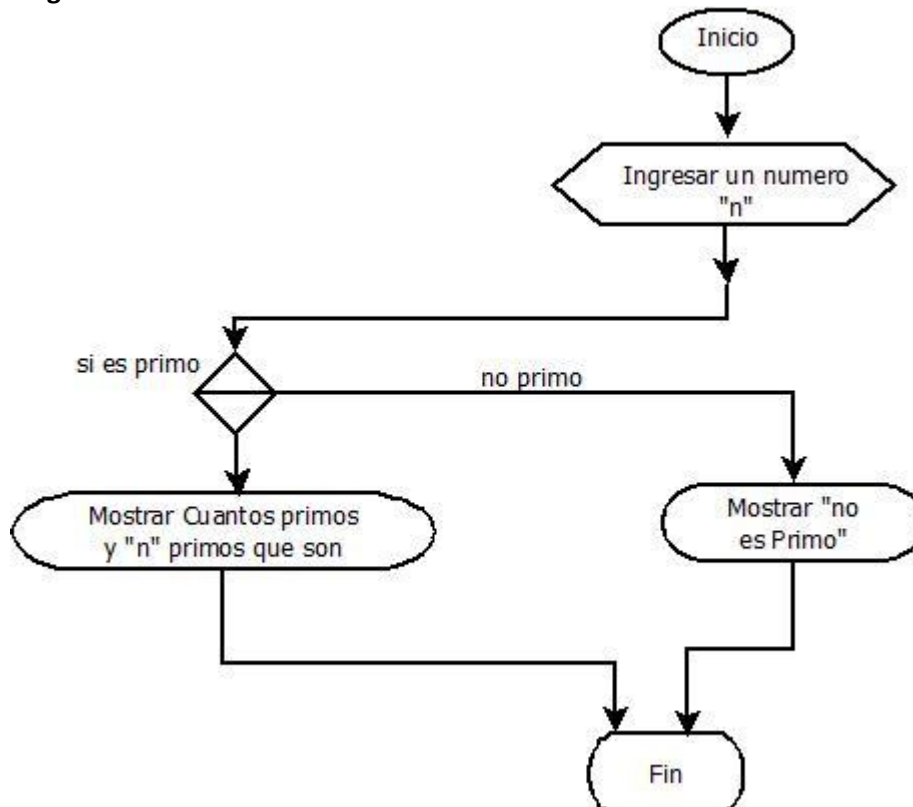 Inicio
Ingresar un numero
"n"
si es primo
no primo
Mostrar Cuantos primos
y "n" primos que son
Mostrar "no
es Primo"
Fin